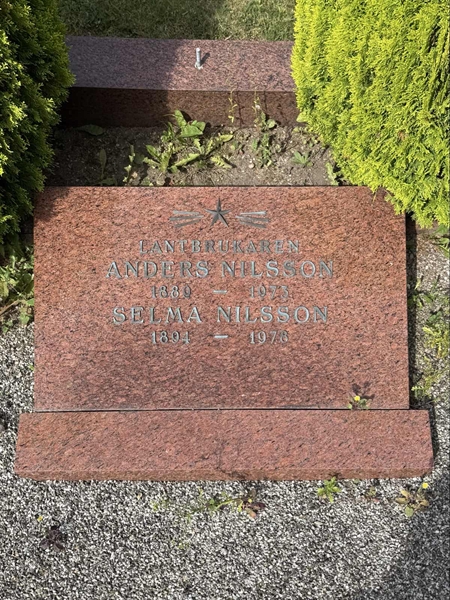 LANTBRUKAREN
ANDERS NILSSON
1889 — 1973
SELMA NILSSON
1894 — 1978